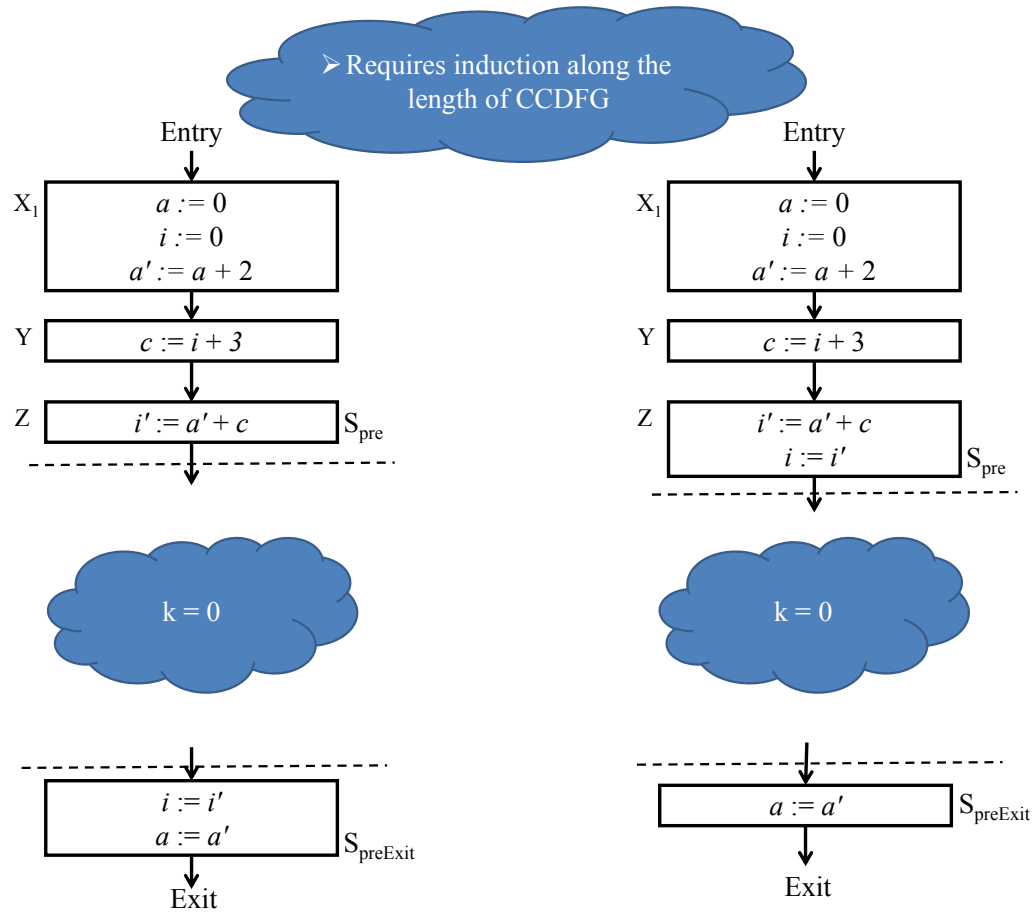 ➢ Requires induction along the
length of CCDFG
Entry
X1
a := 0
i := 0
a' := a + 2
Y
c := i + 3
Z
i' := a' + c
Spre
k = 0
i := i'
a := a'
SpreExit
Exit
Entry
X1
a := 0
i := 0
a' := a + 2
Y
c := i + 3
Z
i' := a' + c
i := i'
Spre
k = 0
a := a'
SpreExit
Exit